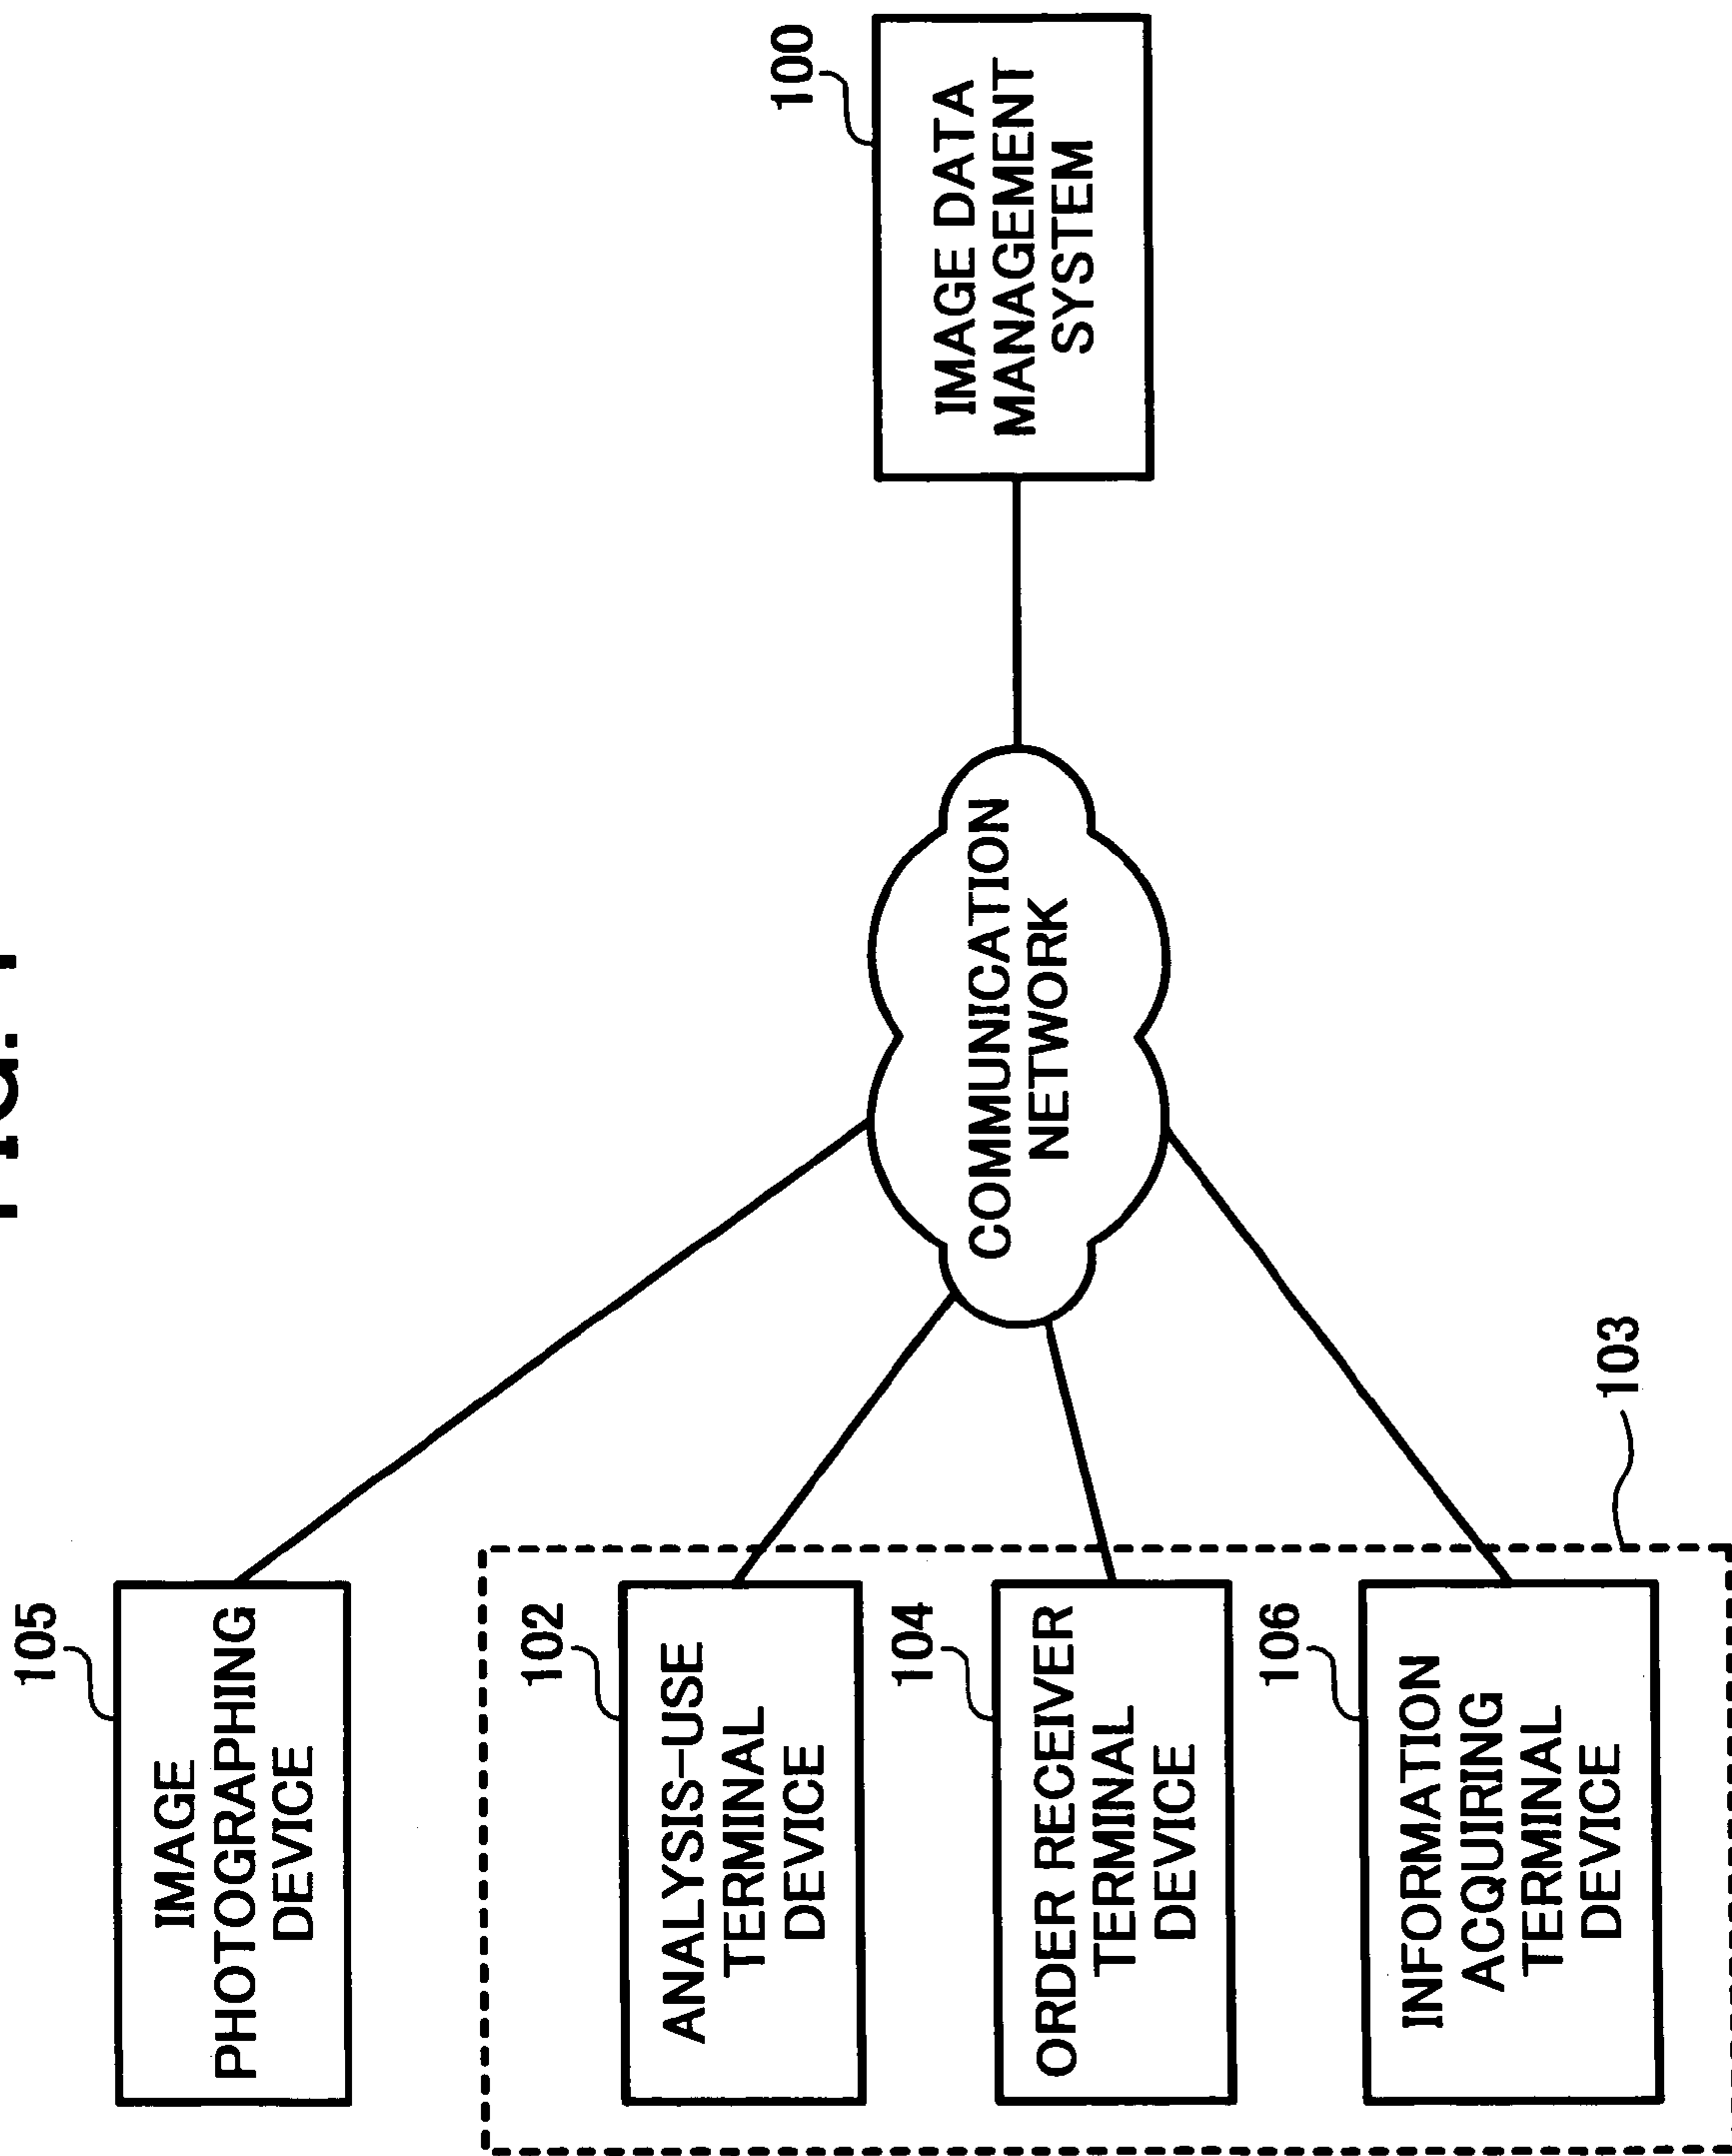 100
IMAGE DATA
MANAGEMENT
SYSTEM
COMMUNICATION
NETWORK
105
IMAGE
PHOTOGRAPHING
DEVICE
103
102
ANALYSIS-USE
TERMINAL
DEVICE
104
ORDER RECEIVER
TERMINAL
DEVICE
106
INFORMATION
ACQUIRING
TERMINAL
DEVICE